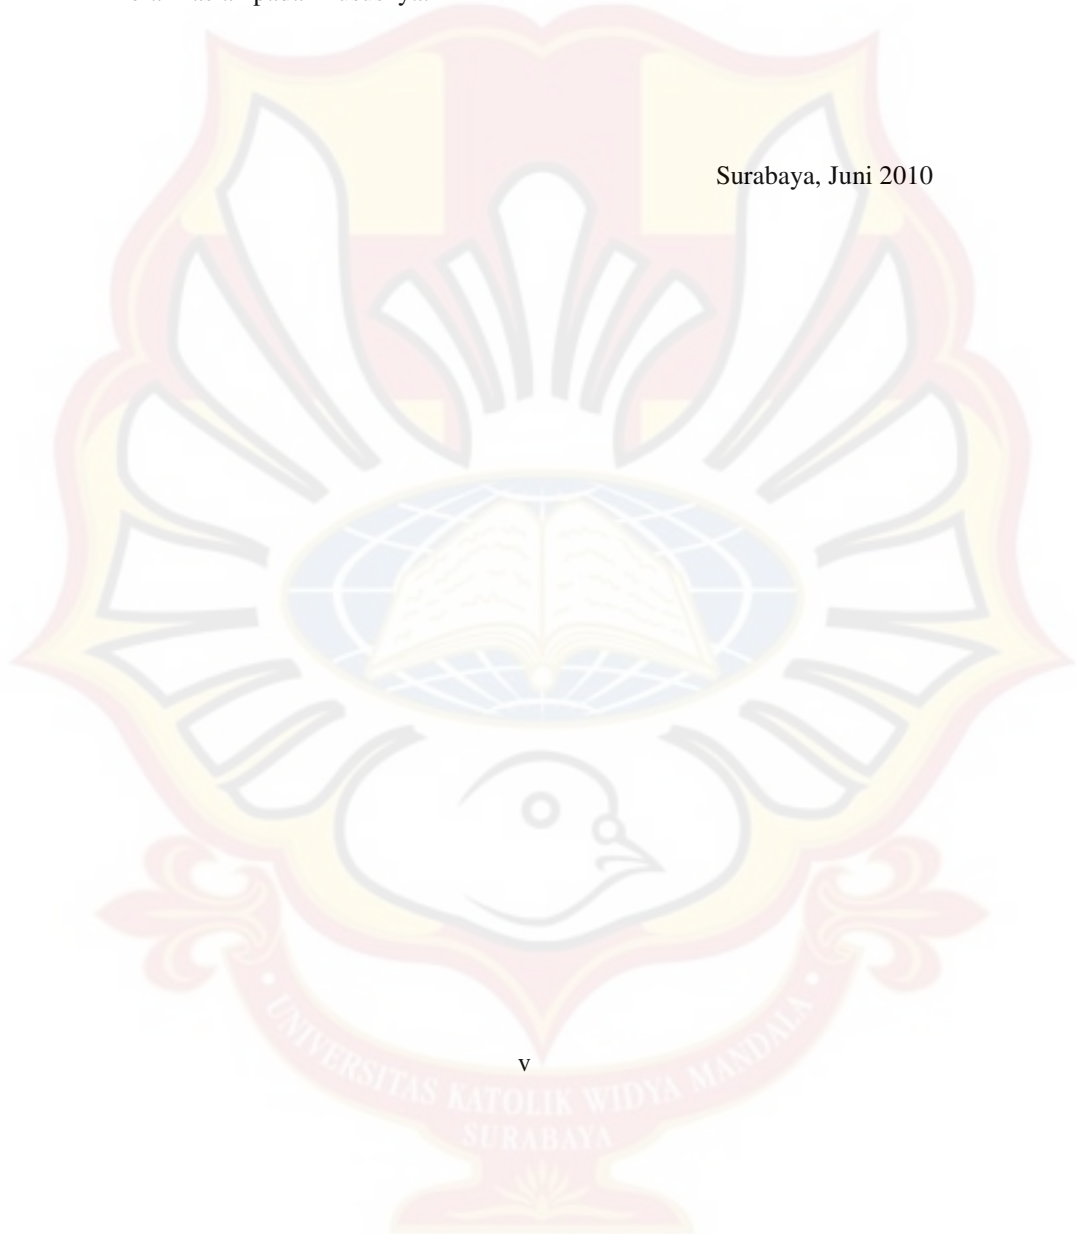 Surabaya, Juni 2010
v
• UNIVERSITAS KATOLIK WIDYA MANDALA •
SURABAYA